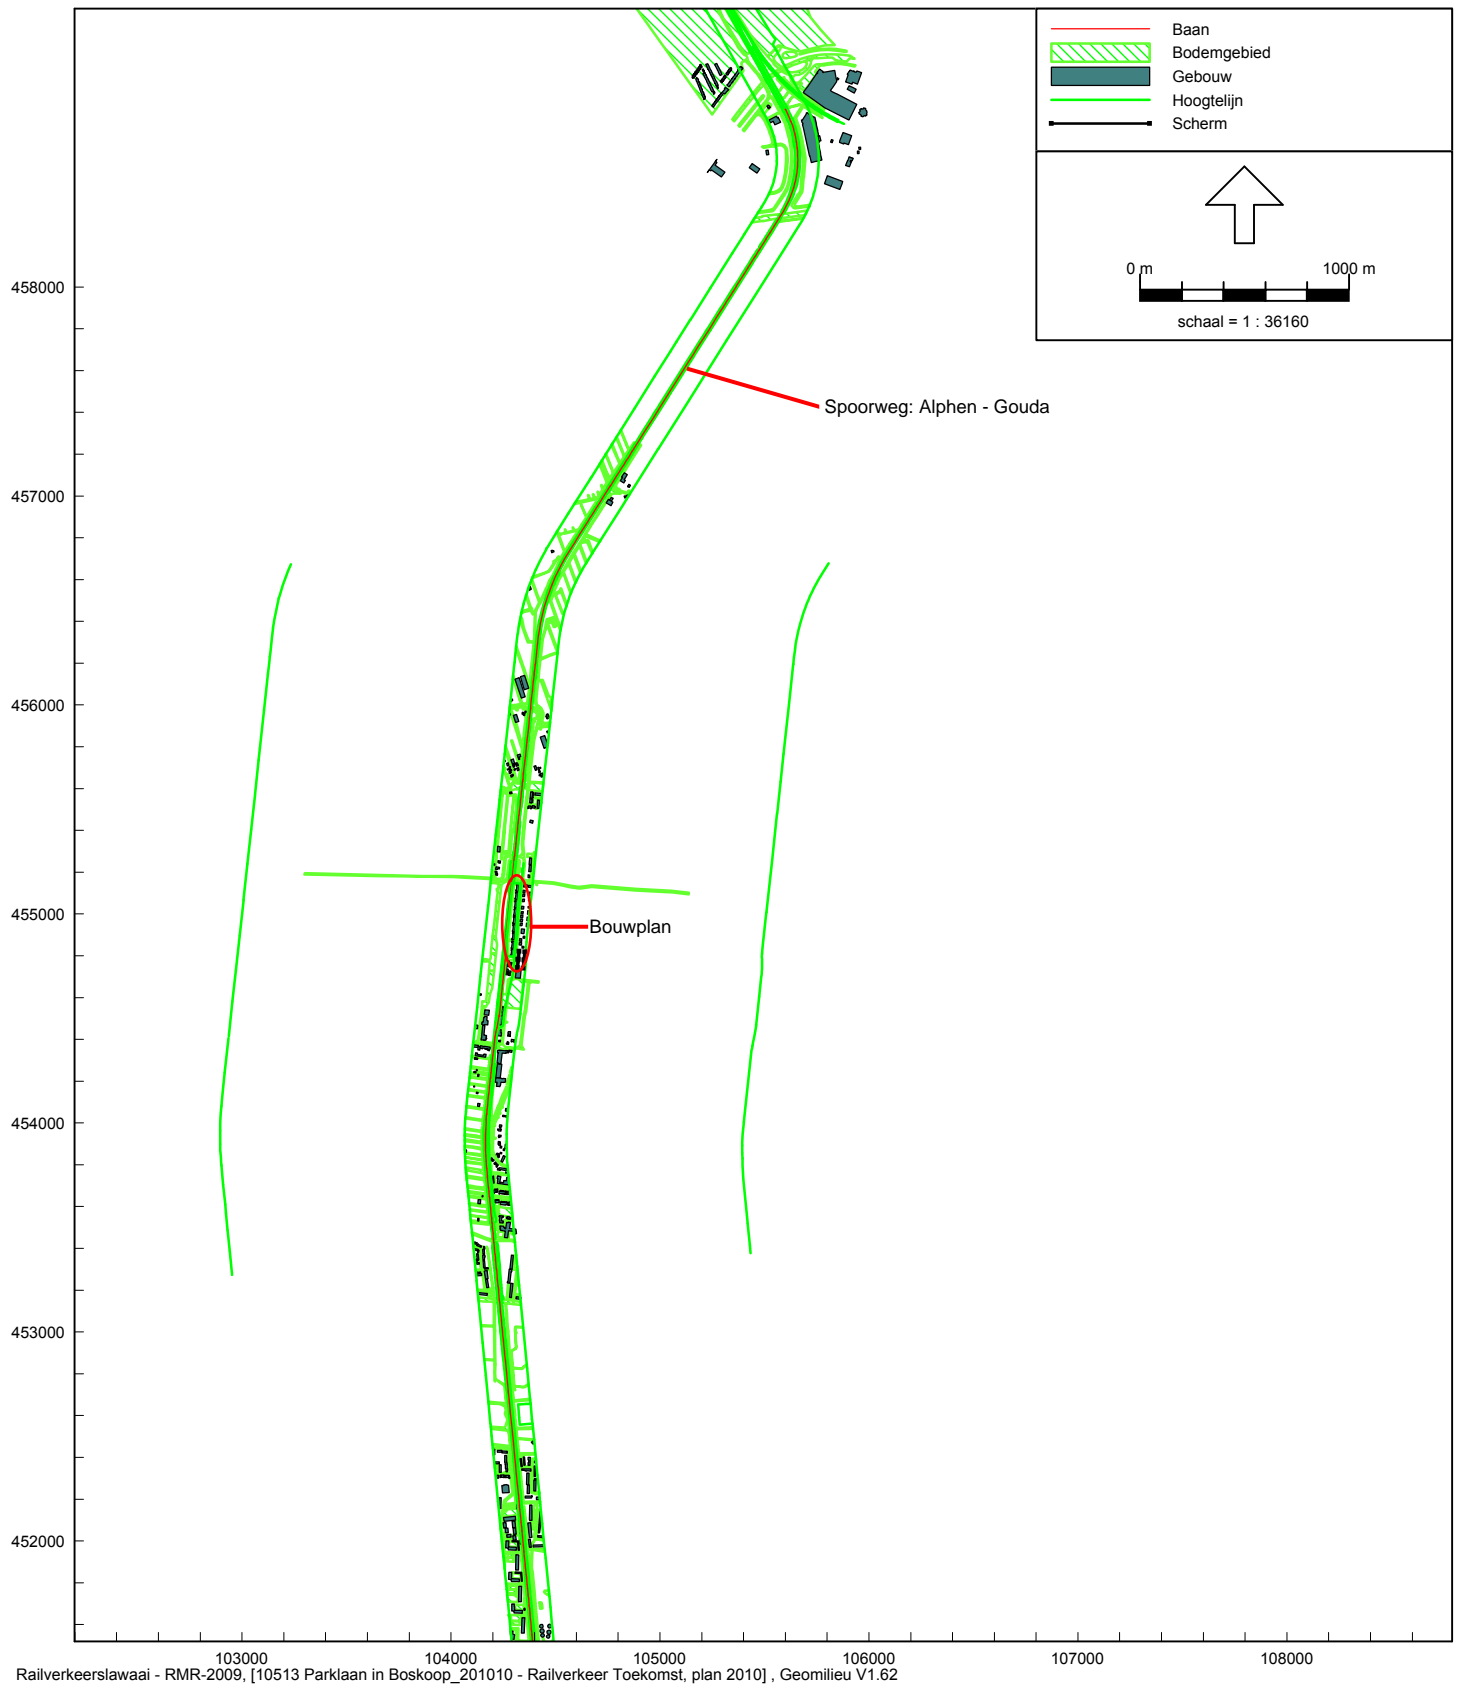 Baan
Bodemgebied
Gebouw
Hoogtelijn
Scherm
0 m 1000 m
schaal = 1 : 36160
458000
Spoorweg: Alphen - Gouda
457000
456000
455000
Bouwplan
454000
453000
452000
103000 104000 105000 106000 107000 108000
Railverkeerslawaai - RMR-2009, [10513 Parklaan in Boskoop_201010 - Railverkeer Toekomst, plan 2010] , Geomilieu V1.62